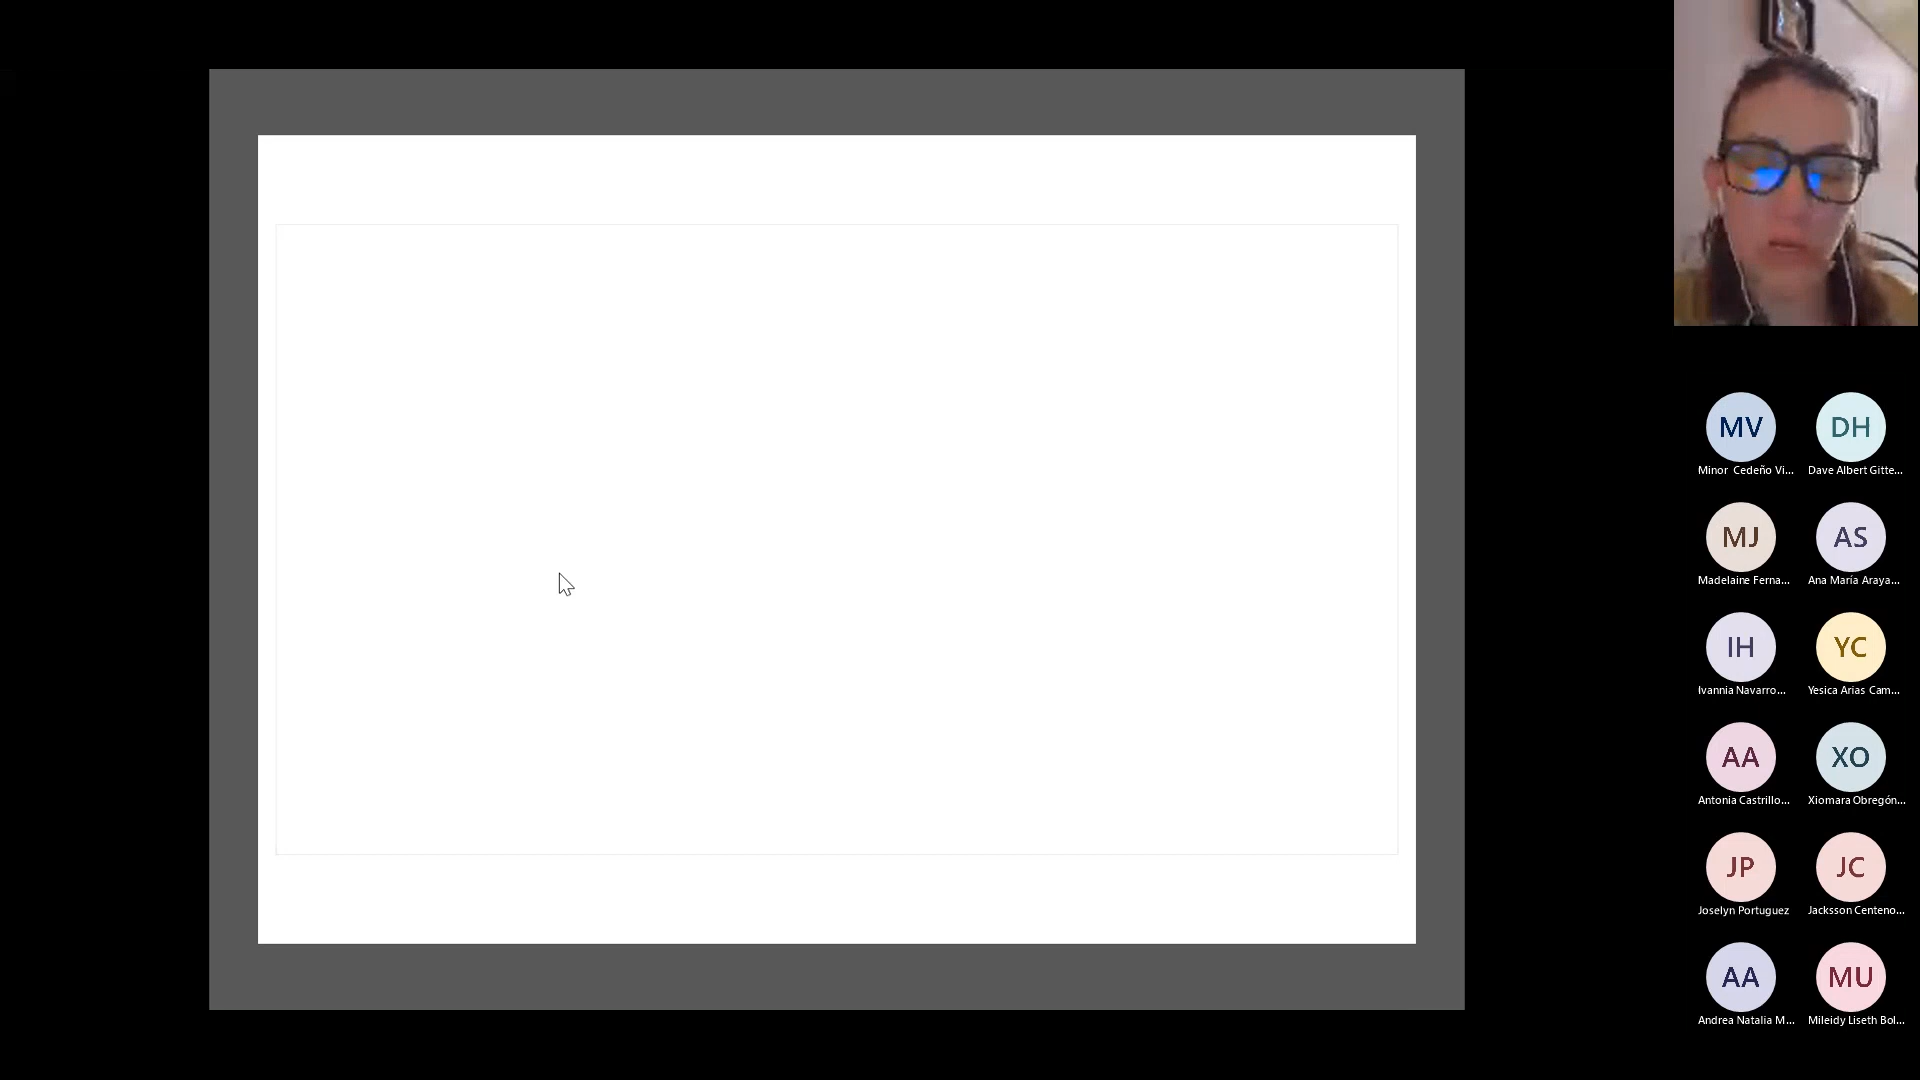 MV DH
Minor Cedeño Vi... Dave Albert Gitte...
MJ AS
Madelaine Ferna... Ana María Araya...
IH YC
Ivannia Navarro... Yesica Arias Cam...
AA XO
Antonia Castrillo... Xiomara Obregón...
JP JC
Joselyn Portuguez Jacksson Centeno...
AA MU
Andrea Natalia M... Mileidy Liseth Bol...